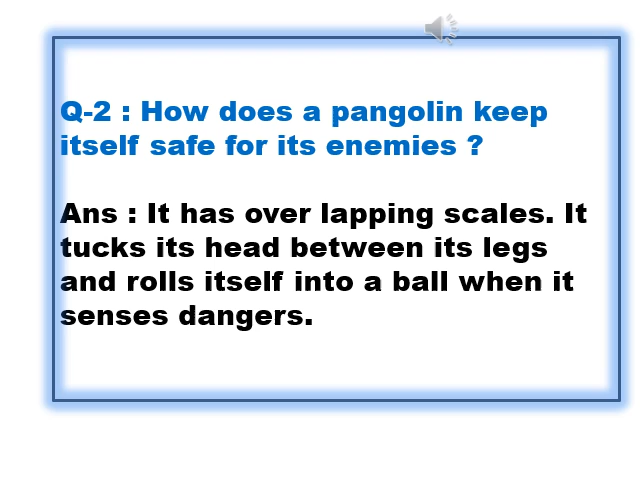 Q-2 : How does a pangolin keep
itself safe for its enemies ?
Ans : It has over lapping scales. It
tucks its head between its legs
and rolls itself into a ball when it
senses dangers.